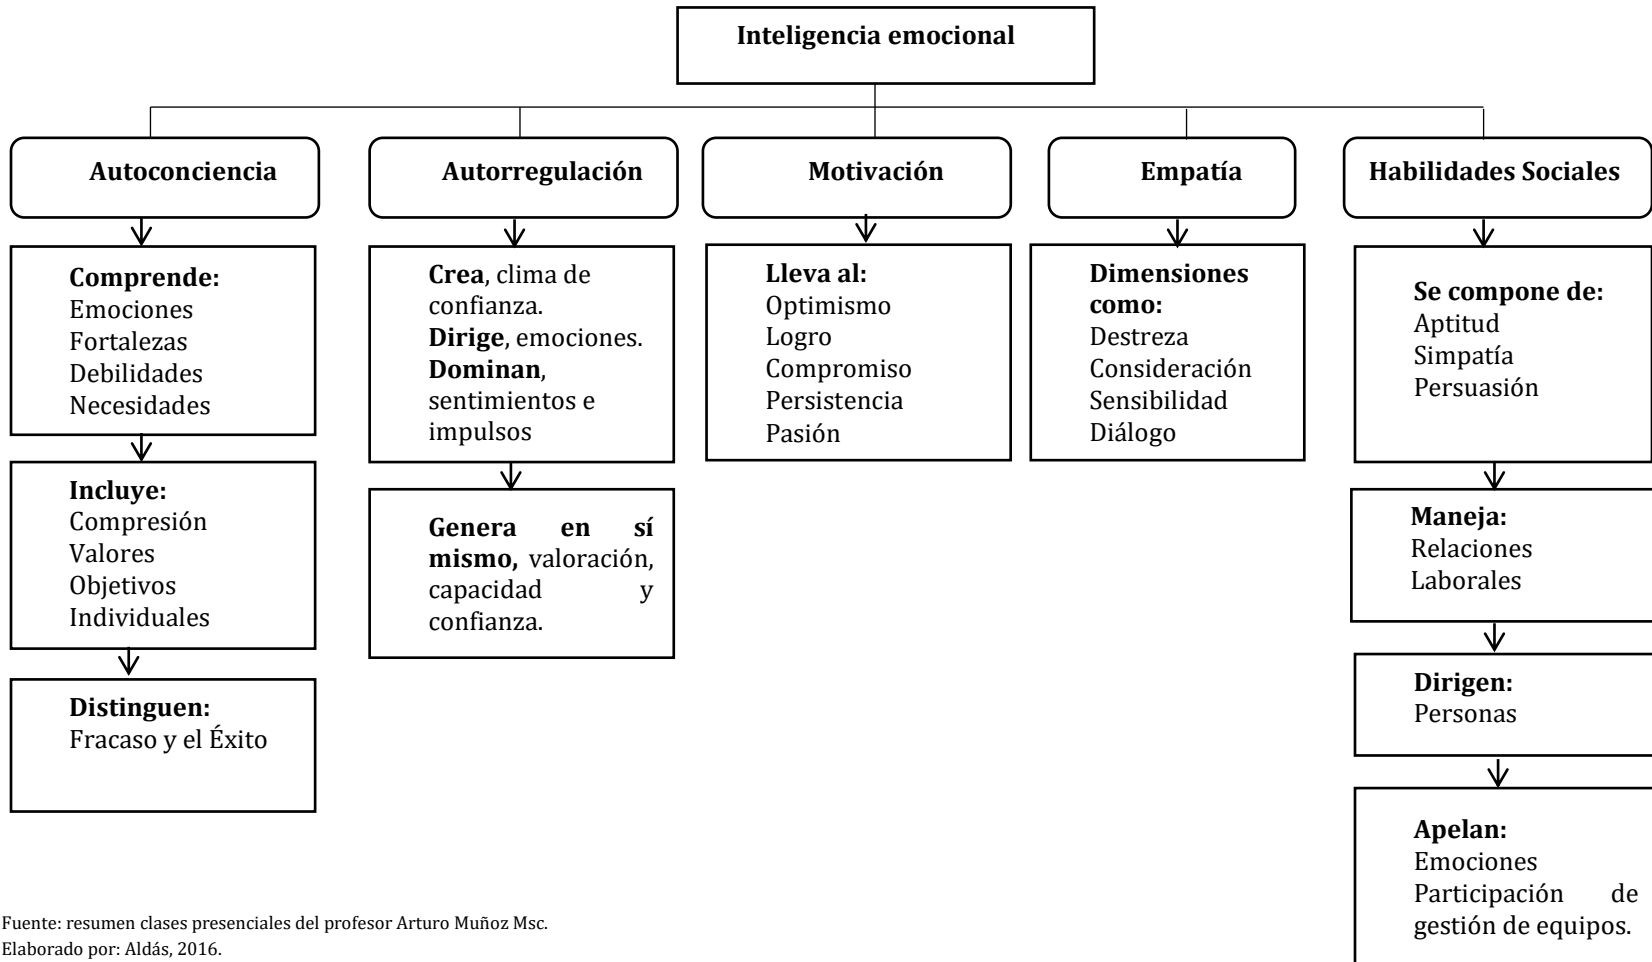 Inteligencia emocional
Autoconciencia
Comprende:
Emociones
Fortalezas
Debilidades
Necesidades
Incluye:
Compresión
Valores
Objetivos
Individuales
Distinguen:
Fracaso y el Éxito
Autorregulación
Crea, clima de
confianza.
Dirige, emociones.
Dominan,
sentimientos e
impulsos
Genera en sí
mismo, valoración,
capacidad y
confianza.
Motivación
Lleva al:
Optimismo
Logro
Compromiso
Persistencia
Pasión
Empatía
Dimensiones
como:
Destreza
Consideración
Sensibilidad
Diálogo
Habilidades Sociales
Se compone de:
Aptitud
Simpatía
Persuasión
Maneja:
Relaciones
Laborales
Dirigen:
Personas
Apelan:
Emociones
Participación de
gestión de equipos.
Fuente: resumen clases presenciales del profesor Arturo Muñoz Msc.
Elaborado por: Aldás, 2016.